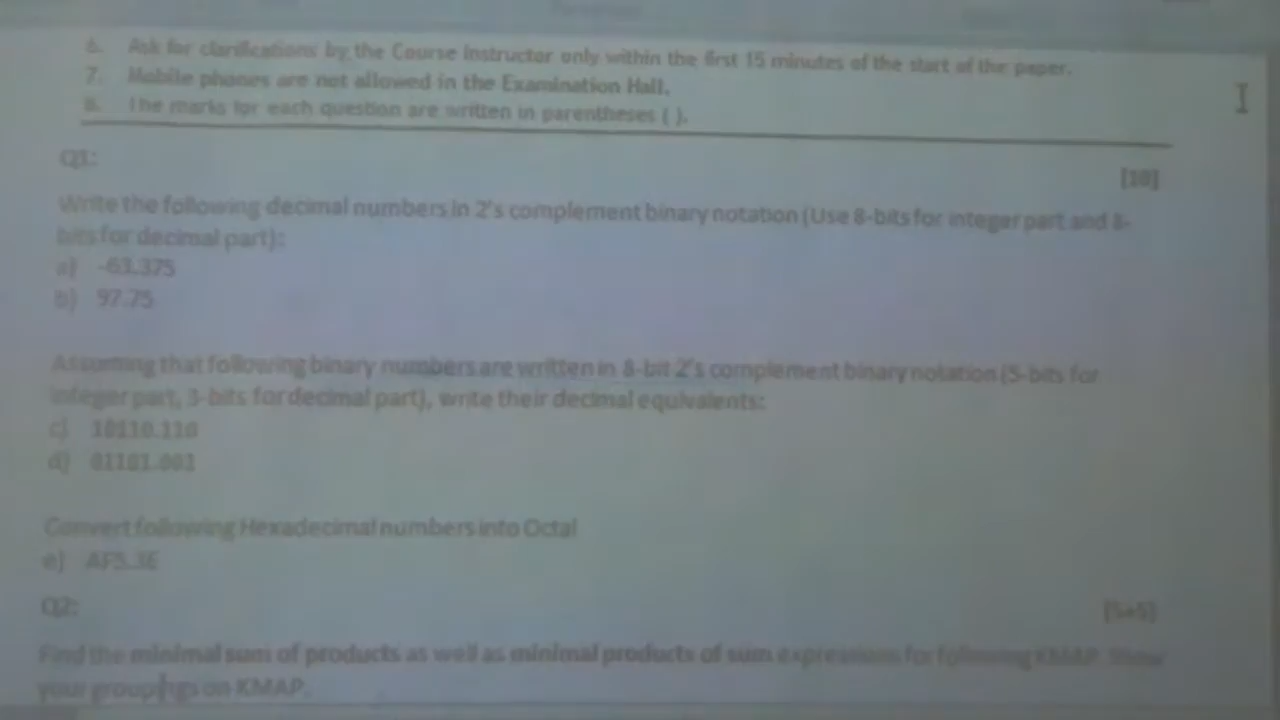 6. Ask for clarifications by the Course Instructor only within the first 15 minutes of the start of the paper.
7. Mobile phones are not allowed in the Examination Hall.
8. The marks for each question are written in parentheses ( ).
Q1:
[10]
Write the following decimal numbers in 2's complement binary notation (Use 8-bits for integer part and 8-
bits for decimal part):
a) -63.375
b) 97.75
Assuming that following binary numbers are written in 8-bit 2's complement binary notation (5-bits for
integer part, 3-bits for decimal part), write their decimal equivalents:
c) 10110.110
d) 01101.001
Convert following Hexadecimal numbers into Octal
e) AF5.3E
Q2:
[5+5]
Find the minimal sum of products as well as minimal products of sum expressions for following KMAP. Show
your groupings on KMAP.